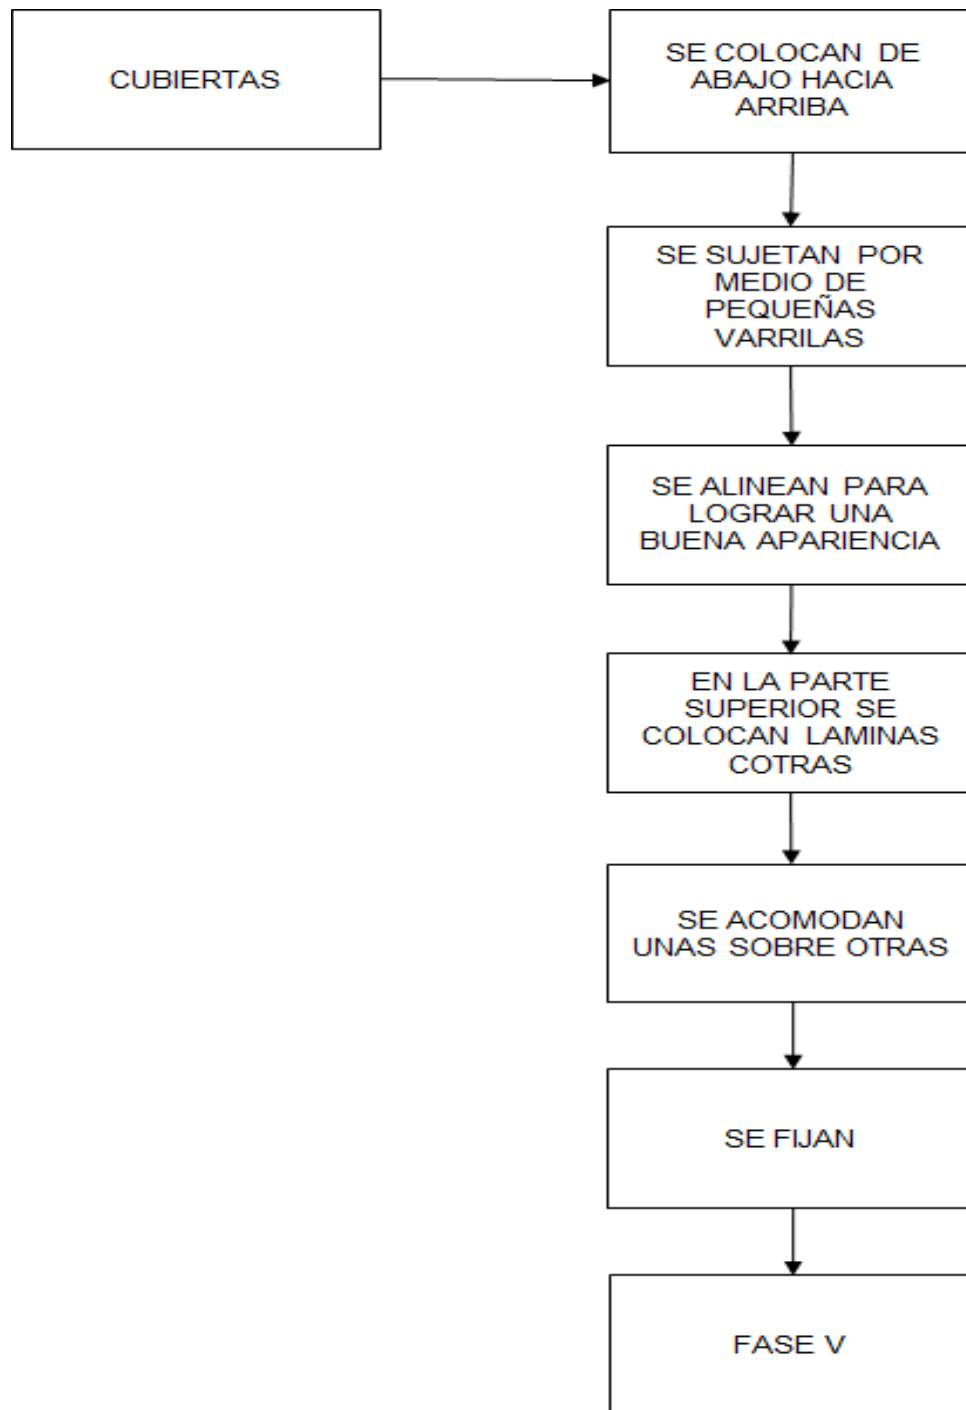 CUBIERTAS
SE COLOCAN DE
ABAJO HACIA
ARRIBA
SE SUJETAN POR
MEDIO DE
PEQUEÑAS
VARRILAS
SE ALINEAN PARA
LOGRAR UNA
BUENA APARIENCIA
EN LA PARTE
SUPERIOR SE
COLOCAN LAMINAS
COTRAS
SE ACOMODAN
UNAS SOBRE OTRAS
SE FIJAN
FASE V